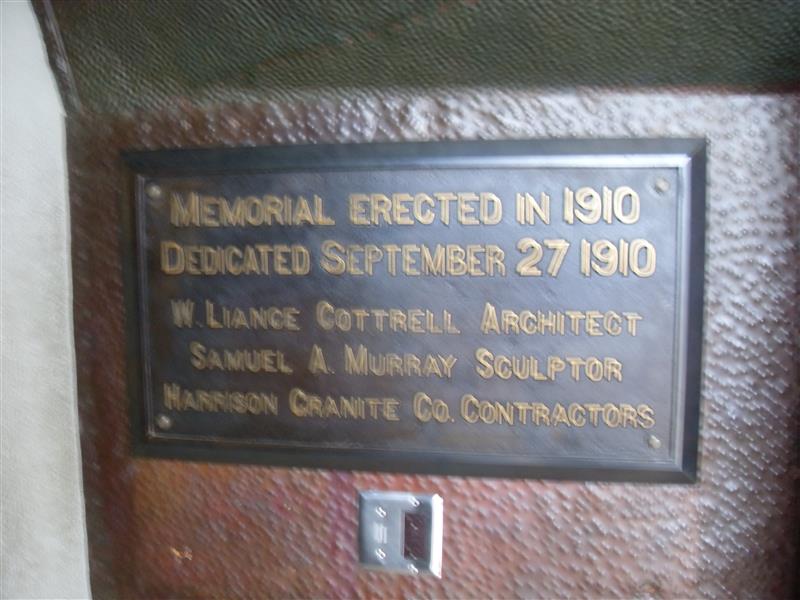 MEMORIAL ERECTED IN 1910
DEDICATED SEPTEMBER 27 1910
W. LIANCE COTTRELL ARCHITECT
SAMUEL A. MURRAY SCULPTOR
HARRISON GRANITE CO. CONTRACTORS